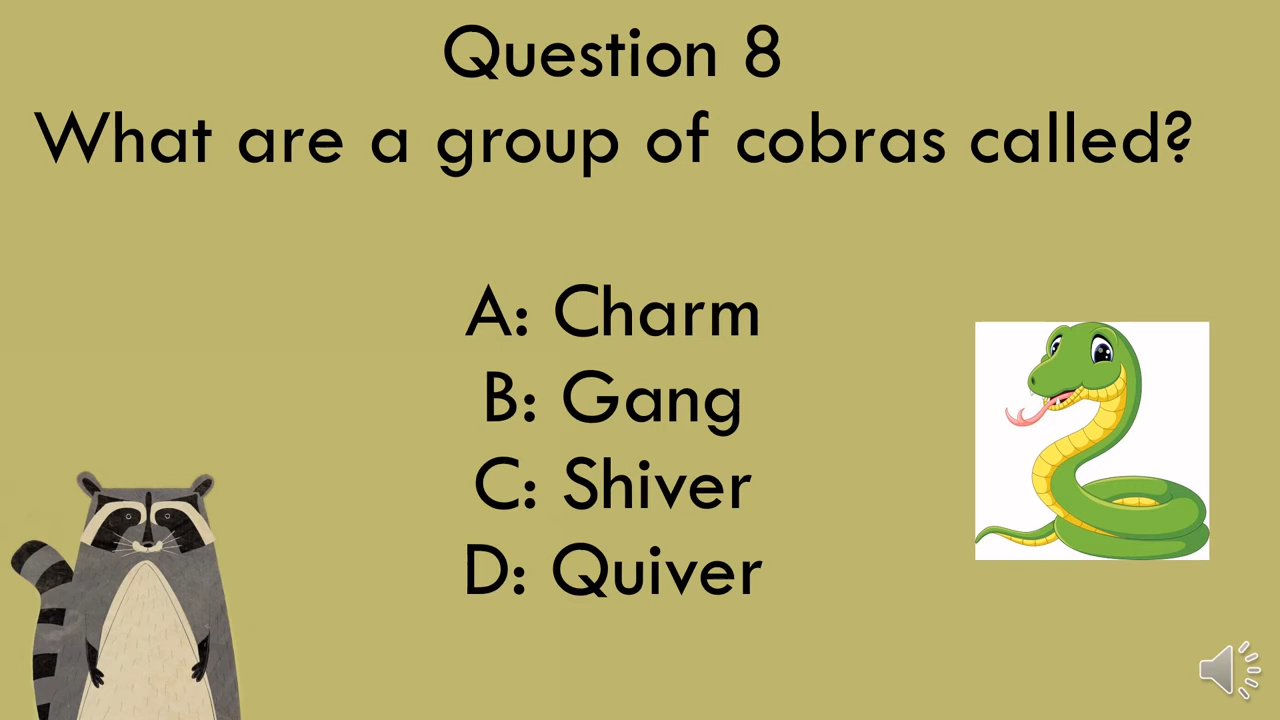 Question 8
What are a group of cobras called?
A: Charm
B: Gang
C: Shiver
D: Quiver